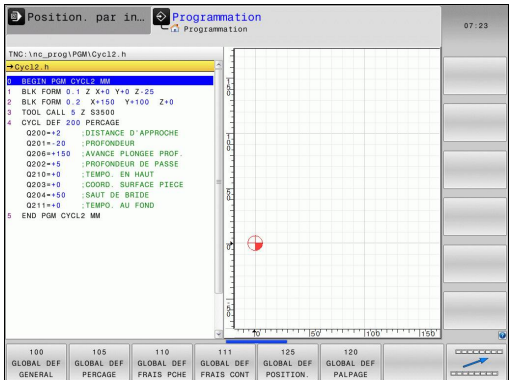 Position. par in…
Programmation
Programmation
07:23
TNC:\nc_prog\PGM\Cycl2.h
→Cycl2.h
0 BEGIN PGM CYCL2 MM
1 BLK FORM 0.1 Z X+0 Y+0 Z-25
2 BLK FORM 0.2 X+150 Y+100 Z+0
3 TOOL CALL 5 Z S3500
4 CYCL DEF 200 PERCAGE
Q200=+2 ;DISTANCE D'APPROCHE
Q201=-20 ;PROFONDEUR
Q206=+150 ;AVANCE PLONGEE PROF.
Q202=+5 ;PROFONDEUR DE PASSE
Q210=+0 ;TEMPO. EN HAUT
Q203=+0 ;COORD. SURFACE PIECE
Q204=+50 ;SAUT DE BRIDE
Q211=+0 ;TEMPO. AU FOND
5 END PGM CYCL2 MM
150
100
50
0
-50
0 50 100 150
100 GLOBAL DEF GENERAL
105 GLOBAL DEF PERCAGE
110 GLOBAL DEF FRAIS PCHE
111 GLOBAL DEF FRAIS CONT
125 GLOBAL DEF POSITION.
120 GLOBAL DEF PALPAGE